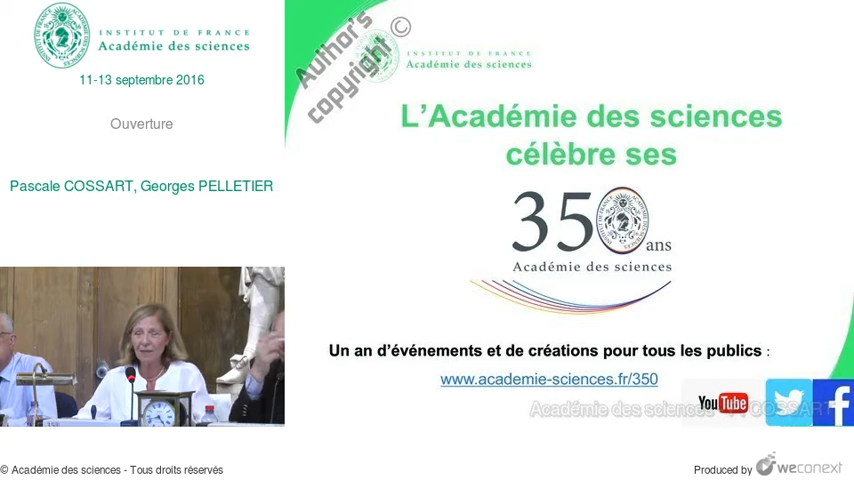 INSTITUT DE FRANCE
Académie des sciences
11-13 septembre 2016
Ouverture
Pascale COSSART, Georges PELLETIER
Author's ©
copyright
INSTITUT DE FRANCE
Académie des sciences
L'Académie des sciences
célèbre ses
350 ans
Académie des sciences
Un an d'événements et de créations pour tous les publics :
www.academie-sciences.fr/350
YouTube
Académie des sciences
COSSART
© Académie des sciences - Tous droits réservés
Produced by weconext